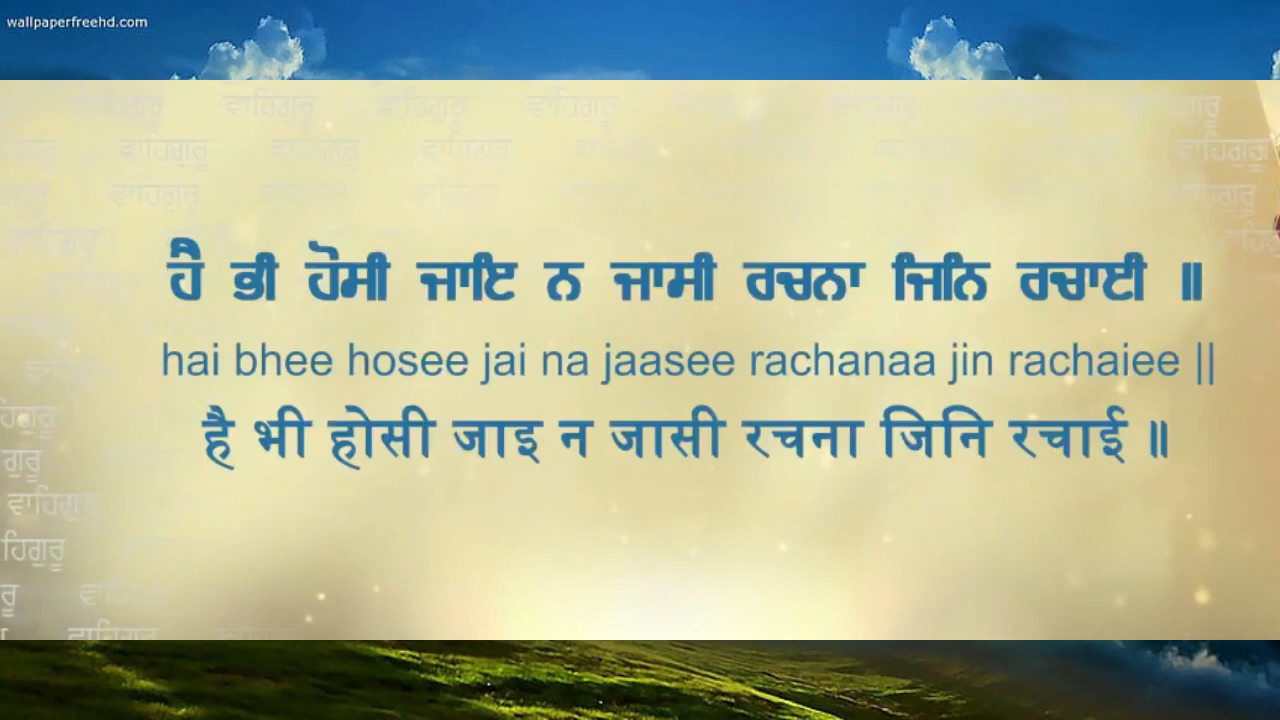 wallpaperfreehd.com
ਵਾਹਿਗੁਰੂ ਵਾਹਿਗੁਰੂ ਵਾਹਿਗੁਰੂ ਵਾਹਿਗੁਰੂ
ਵਾਹਿਗੁਰੂ ਵਾਹਿਗੁਰੂ ਵਾਹਿਗੁਰੂ ਵਾਹਿਗੁਰੂ
ਵਾਹਿਗੁਰੂ
ਹੈ ਭੀ ਹੋਸੀ ਜਾਇ ਨ ਜਾਸੀ ਰਚਨਾ ਜਿਨਿ ਰਚਾਈ ॥
hai bhee hosee jai na jaasee rachanaa jin rachaiee ||
है भी होसी जाइ न जासी रचना जिनि रचाई ॥
ਹਿਗੁਰੂ
ਗੁਰੂ
ਵਾਹਿਗੁਰੂ
ਹਿਗੁਰੂ
ਰੂ
ਵਾਹਿਗੁਰੂ